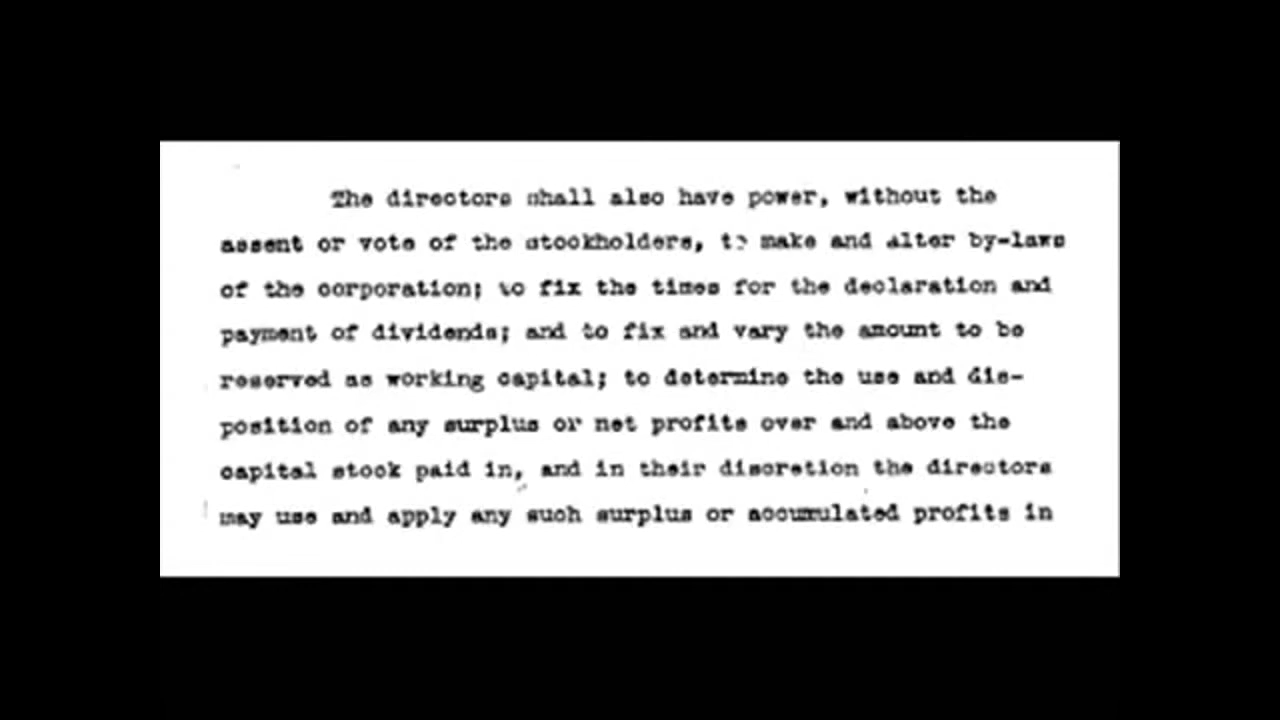 The directors shall also have power, without the
assent or vote of the stockholders, to make and alter by-laws
of the corporation; to fix the times for the declaration and
payment of dividends; and to fix and vary the amount to be
reserved as working capital; to determine the use and dis-
position of any surplus or net profits over and above the
capital stock paid in, and in their discretion the directors
may use and apply any such surplus or accumulated profits in